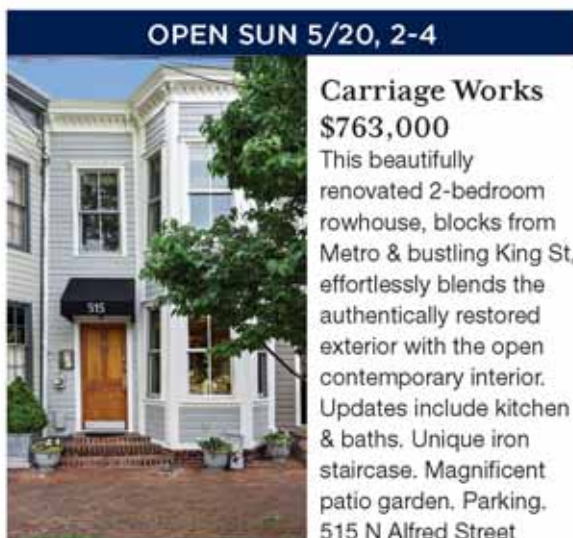 OPEN SUN 5/20, 2-4
515
Carriage Works
$763,000
This beautifully
renovated 2-bedroom
rowhouse, blocks from
Metro & bustling King St,
effortlessly blends the
authentically restored
exterior with the open
contemporary interior.
Updates include kitchen
& baths. Unique iron
staircase. Magnificent
patio garden. Parking.
515 N Alfred Street